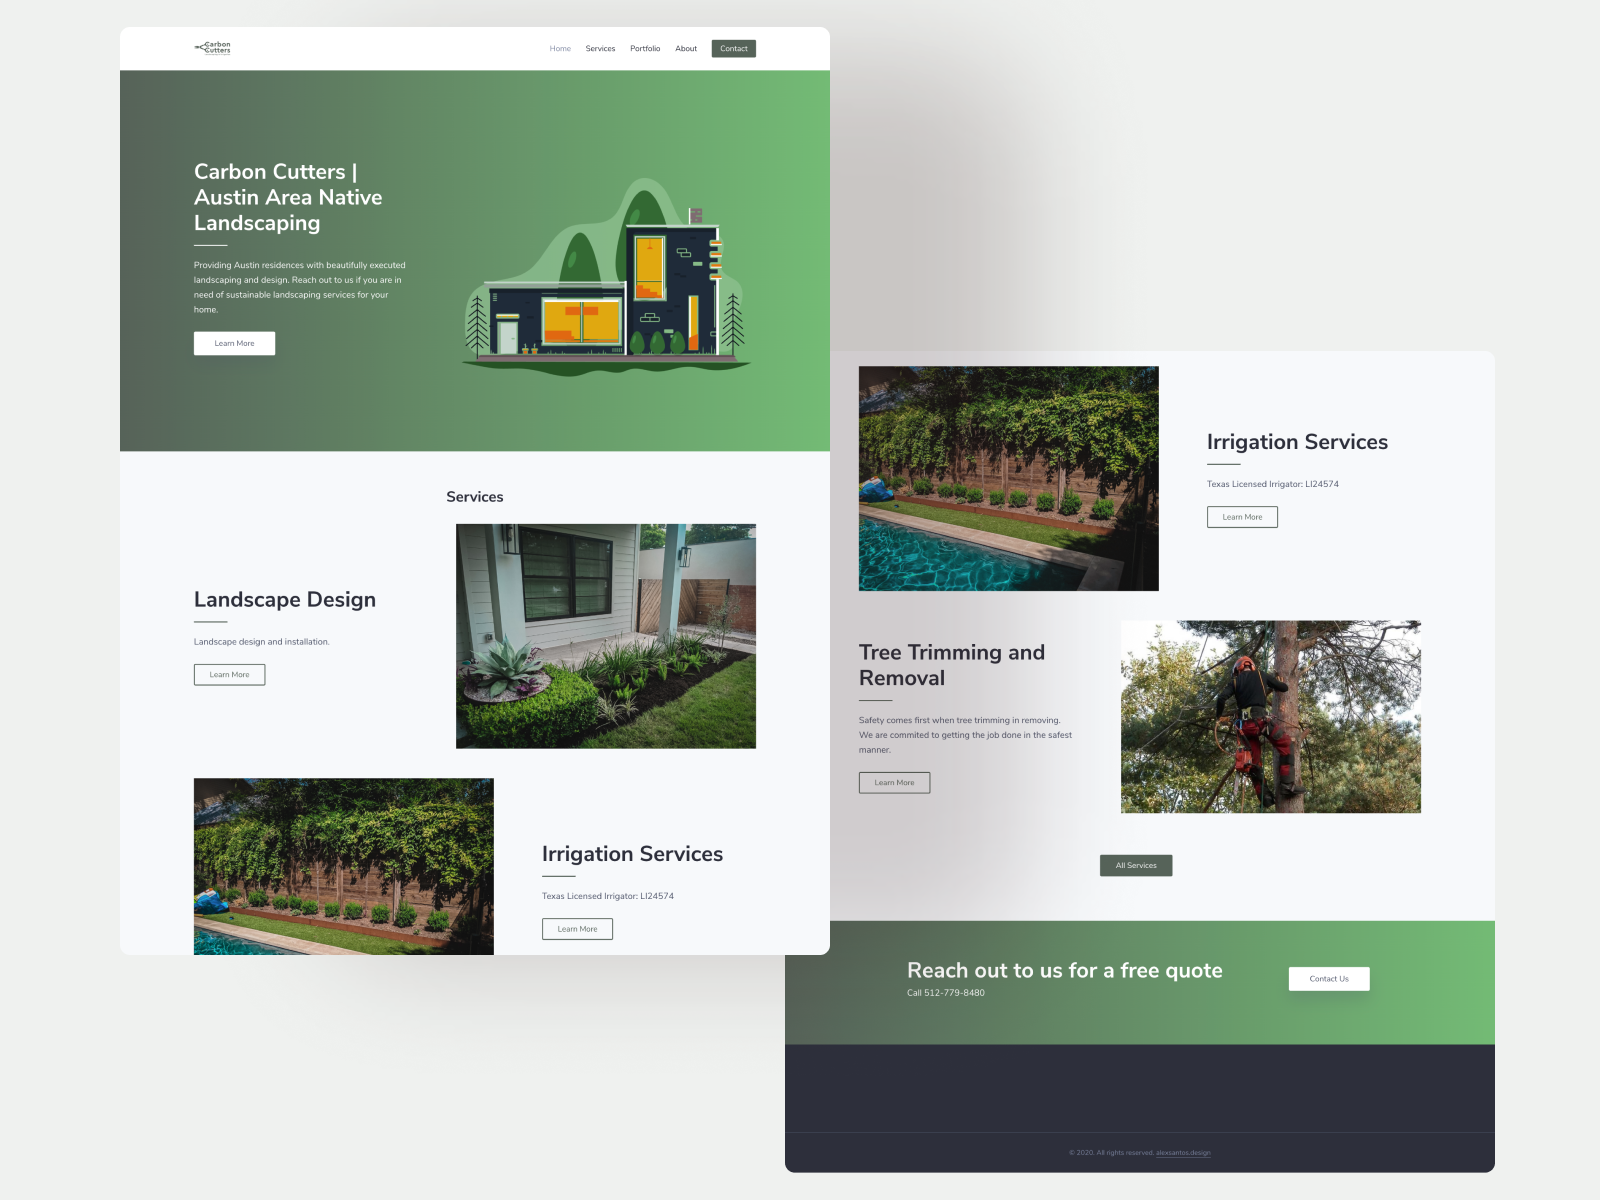 Carbon
Cutters
Home
Services
Portfolio
About
Contact
Carbon Cutters |
Austin Area Native
Landscaping
Providing Austin residences with beautifully executed
landscaping and design. Reach out to us if you are in
need of sustainable landscaping services for your
home.
Learn More
Services
Landscape Design
Landscape design and installation.
Learn More
Irrigation Services
Texas Licensed Irrigator: LI24574
Learn More
Irrigation Services
Texas Licensed Irrigator: LI24574
Learn More
Tree Trimming and
Removal
Safety comes first when tree trimming in removing.
We are commited to getting the job done in the safest
manner.
Learn More
All Services
Reach out to us for a free quote
Call 512-779-8480
Contact Us
© 2020. All rights reserved. alexsantos.design